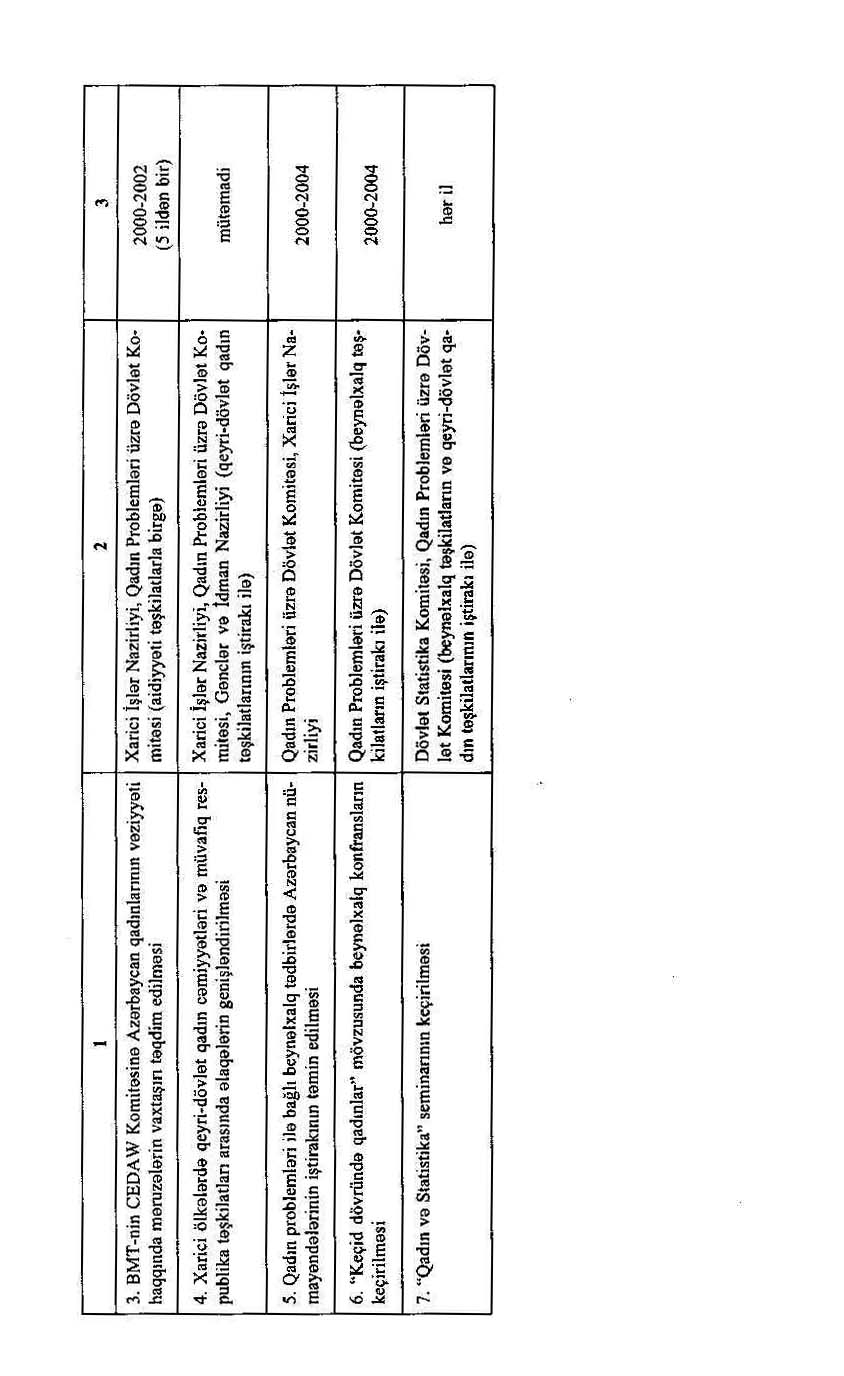 1
2
3
3. BMT-nin CEDAW Komitəsinə Azərbaycan qadınlarının vəziyyəti
haqqında məruzələrin vaxtaşırı təqdim edilməsi
Xarici İşlər Nazirliyi, Qadın Problemləri üzrə Dövlət Ko-
mitəsi (aidiyyəti təşkilatlarla birgə)
2000-2002
(5 ildən bir)
4. Xarici ölkələrdə qeyri-dövlət qadın cəmiyyətləri və müvafiq res-
publika təşkilatları arasında əlaqələrin genişləndirilməsi
Xarici İşlər Nazirliyi, Qadın Problemləri üzrə Dövlət Ko-
mitəsi, Gənclər və İdman Nazirliyi (qeyri-dövlət qadın
təşkilatlarının iştirakı ilə)
mütəmadi
5. Qadın problemləri ilə bağlı beynəlxalq tədbirlərdə Azərbaycan nü-
mayəndələrinin iştirakının təmin edilməsi
Qadın Problemləri üzrə Dövlət Komitəsi, Xarici İşlər Na-
zirliyi
2000-2004
6. “Keçid dövründə qadınlar” mövzusunda beynəlxalq konfransların
keçirilməsi
Qadın Problemləri üzrə Dövlət Komitəsi (beynəlxalq təş-
kilatların iştirakı ilə)
2000-2004
7. “Qadın və Statistika” seminarının keçirilməsi
Dövlət Statistika Komitəsi, Qadın Problemləri üzrə Döv-
lət Komitəsi (beynəlxalq təşkilatların və qeyri-dövlət qa-
dın təşkilatlarının iştirakı ilə)
hər il